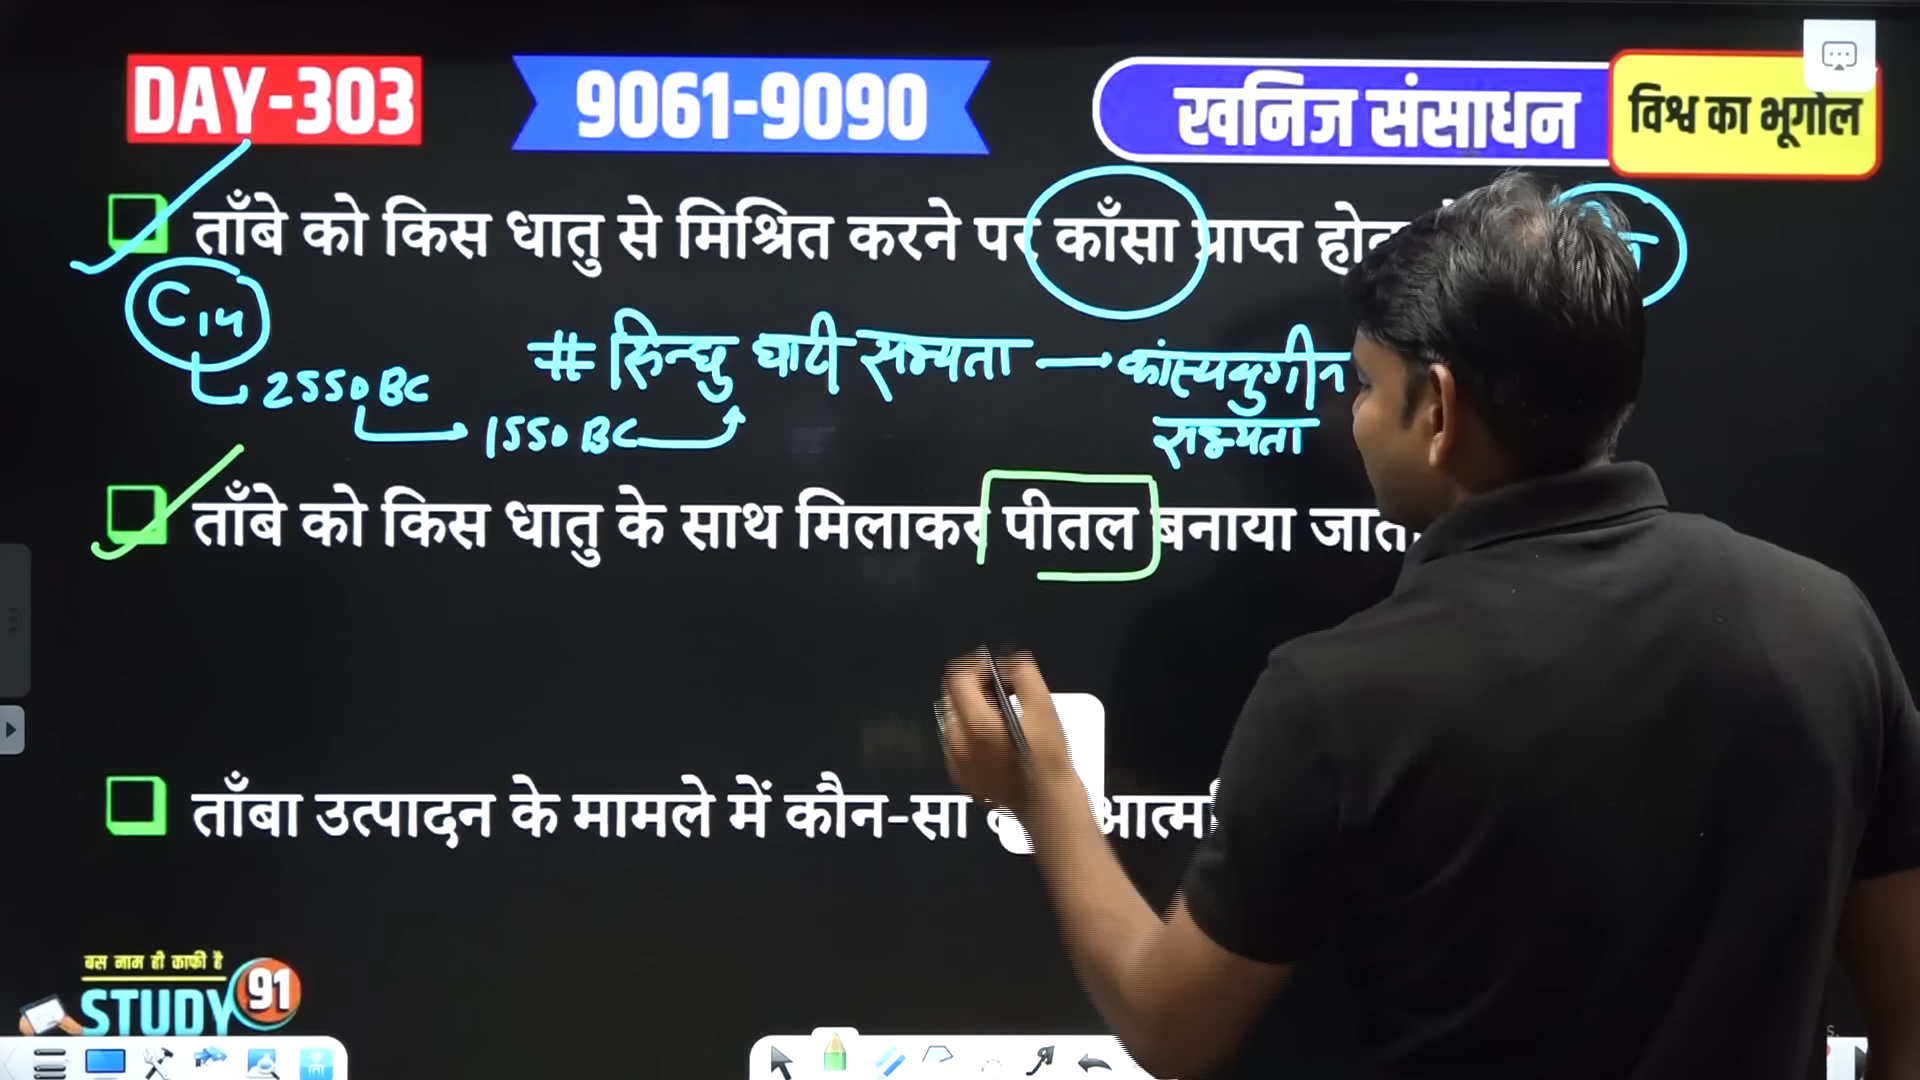 DAY-303 9061-9090 खनिज संसाधन विश्व का भूगोल
ताँबे को किस धातु से मिश्रित करने पर काँसा प्राप्त
C14
# सिन्धु घाटी सभ्यता → कांस्ययुगीन
सभ्यता
2550 BC
1550 BC
ताँबे को किस धातु के साथ मिलाकर पीतल बनाया
ताँबा उत्पादन के मामले में कौन-सा
बस नाम ही काफी है
STUDY 91